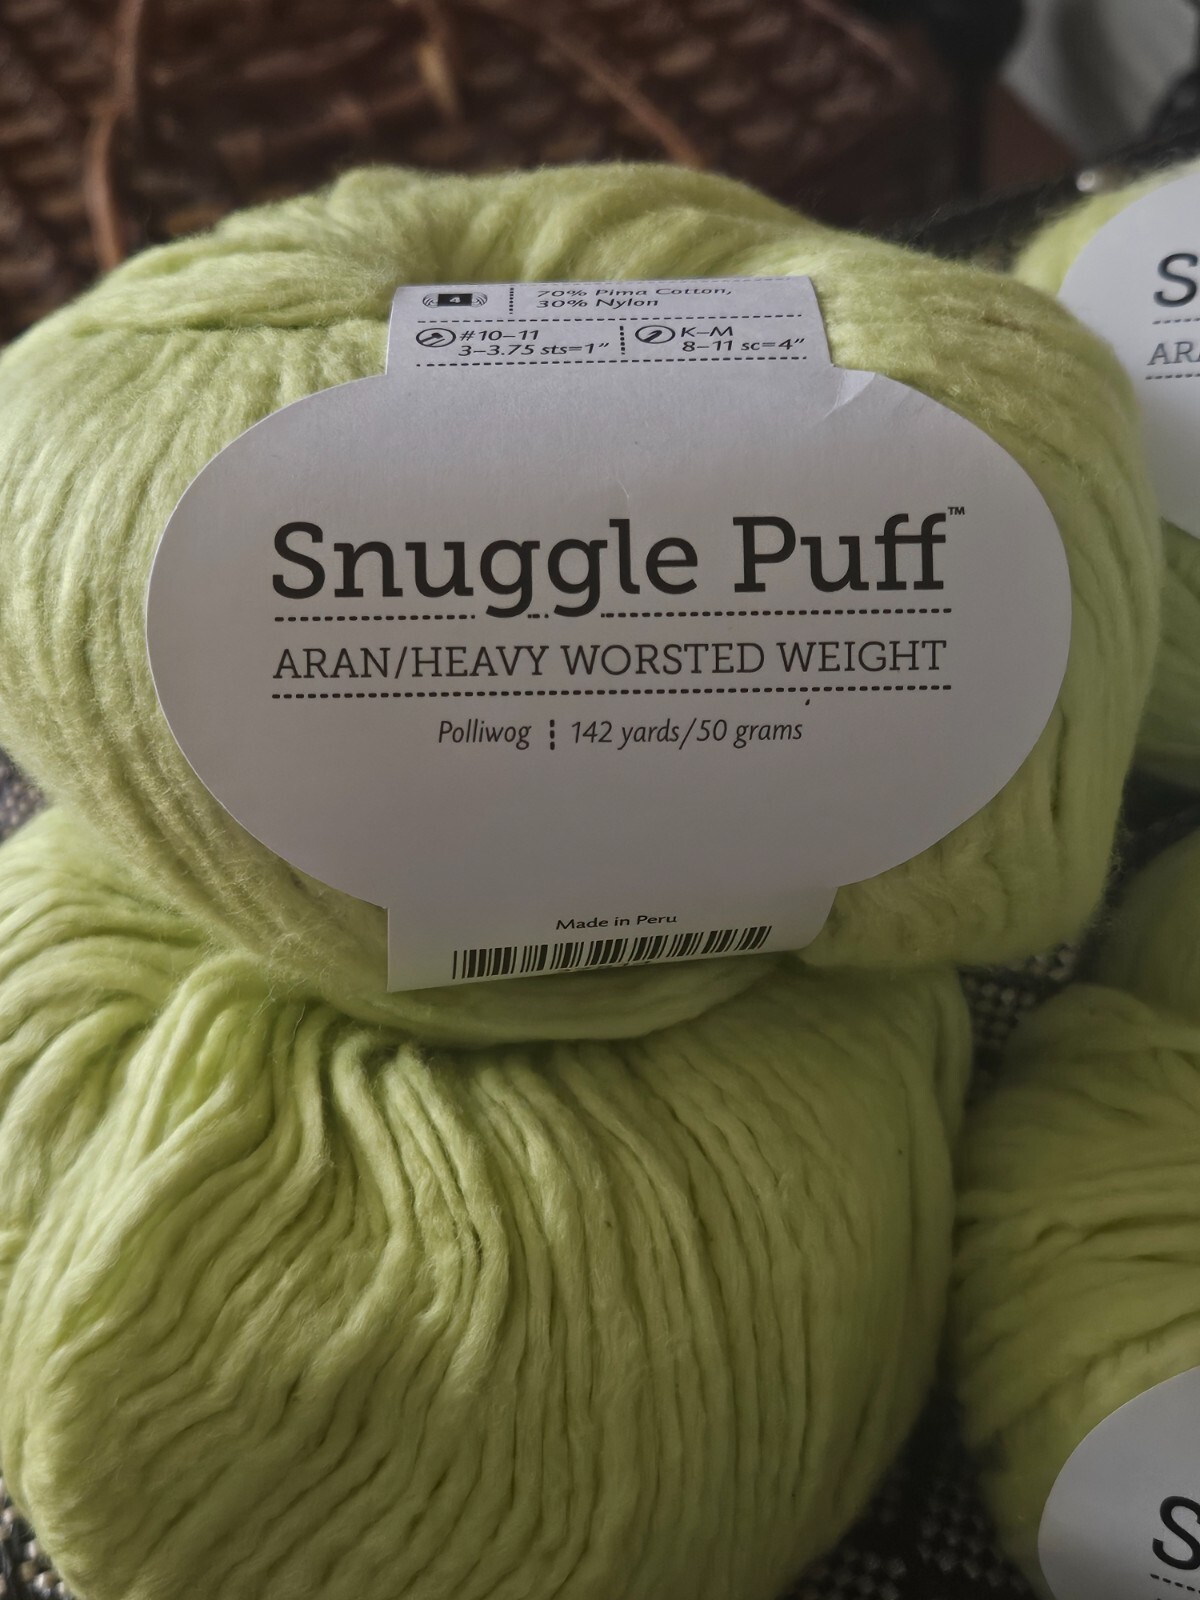 4
70% Pima Cotton,
30% Nylon
#10–11
3–3.75 sts=1"
K–M
8–11 sc=4"
Snuggle Puff™
ARAN/HEAVY WORSTED WEIGHT
Polliwog
142 yards/50 grams
Made in Peru
S
AR
S